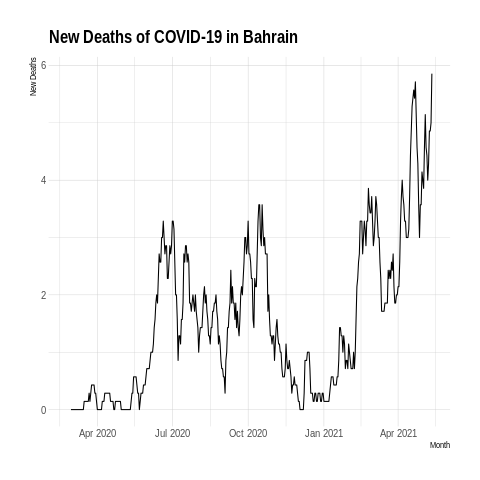 New Deaths of COVID-19 in Bahrain
New Deaths
6
4
2
0
Apr 2020 Jul 2020 Oct 2020 Jan 2021 Apr 2021
Month